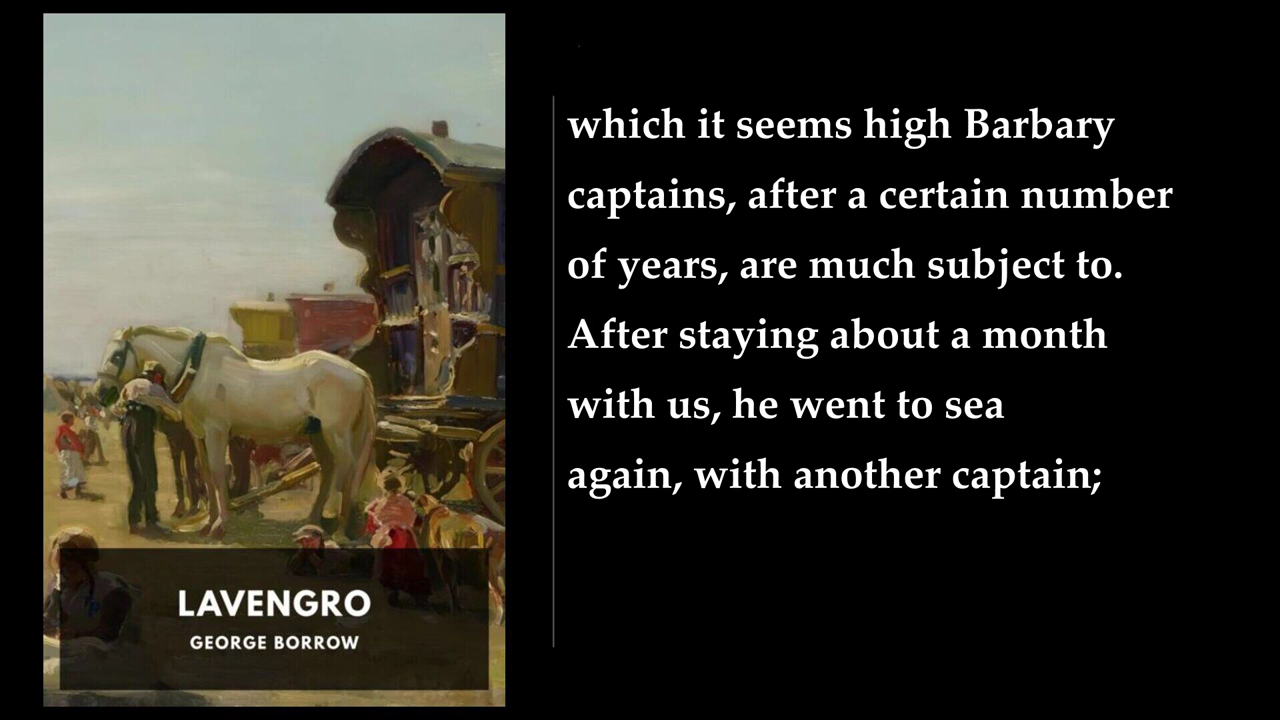 which it seems high Barbary
captains, after a certain number
of years, are much subject to.
After staying about a month
with us, he went to sea
again, with another captain;
LAVENGRO
GEORGE BORROW